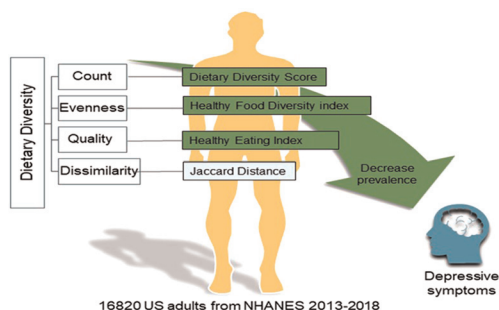 Dietary Diversity
Count
Dietary Diversity Score
Evenness
Healthy Food Diversity index
Quality
Healthy Eating Index
Dissimilarity
Jaccard Distance
Decrease
prevalence
Depressive
symptoms
16820 US adults from NHANES 2013-2018